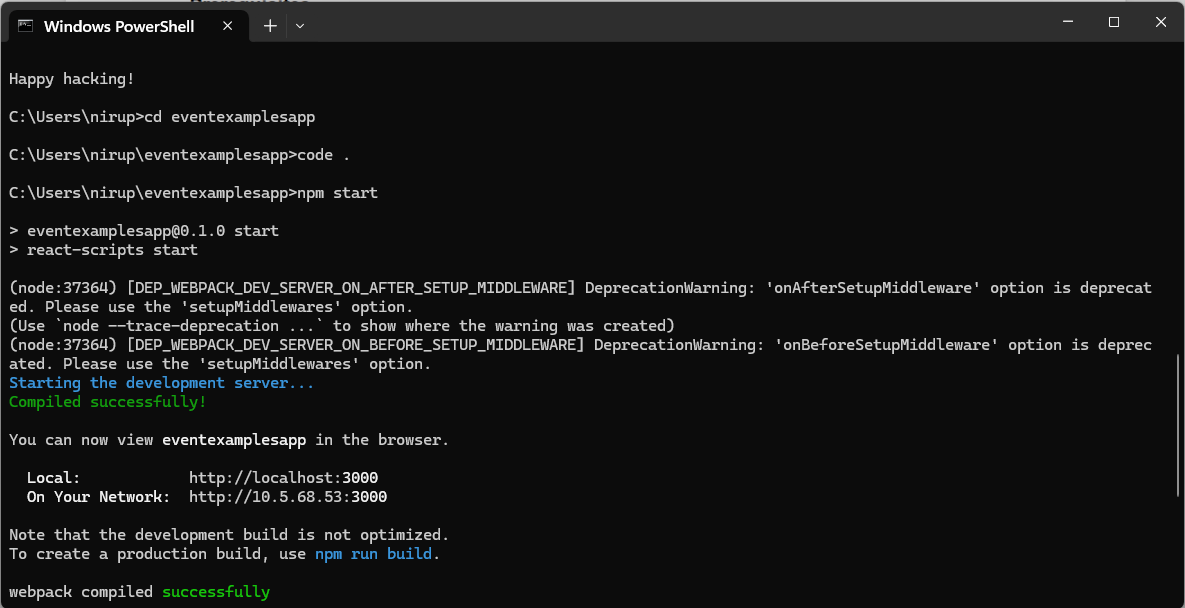 Windows PowerShell
Happy hacking!
C:\Users\nirup>cd eventexamplesapp
C:\Users\nirup\eventexamplesapp>code .
C:\Users\nirup\eventexamplesapp>npm start
> eventexamplesapp@0.1.0 start
> react-scripts start
(node:37364) [DEP_WEBPACK_DEV_SERVER_ON_AFTER_SETUP_MIDDLEWARE] DeprecationWarning: 'onAfterSetupMiddleware' option is deprecat
ed. Please use the 'setupMiddlewares' option.
(Use `node --trace-deprecation ...` to show where the warning was created)
(node:37364) [DEP_WEBPACK_DEV_SERVER_ON_BEFORE_SETUP_MIDDLEWARE] DeprecationWarning: 'onBeforeSetupMiddleware' option is deprec
ated. Please use the 'setupMiddlewares' option.
Starting the development server...
Compiled successfully!
You can now view eventexamplesapp in the browser.
Local: http://localhost:3000
On Your Network: http://10.5.68.53:3000
Note that the development build is not optimized.
To create a production build, use npm run build.
webpack compiled successfully